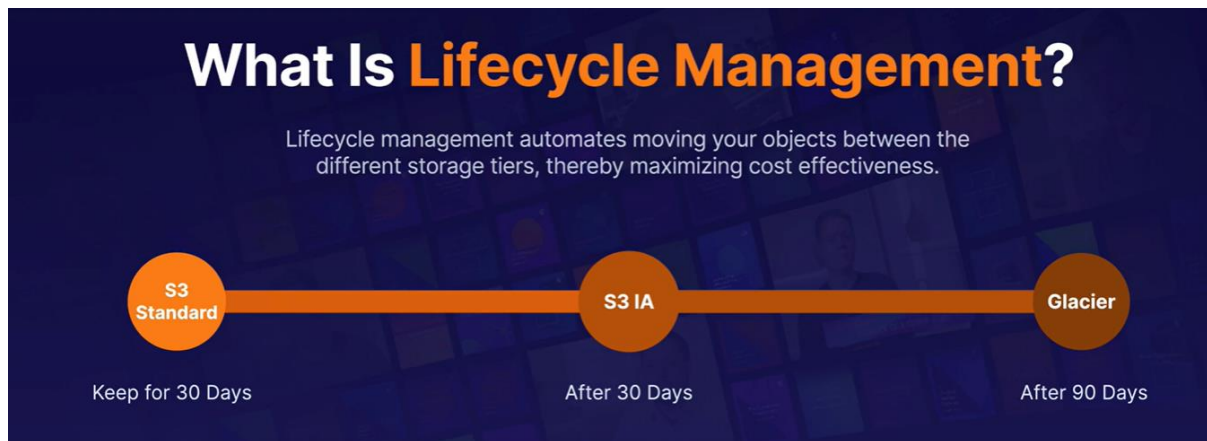 What Is Lifecycle Management?
Lifecycle management automates moving your objects between the
different storage tiers, thereby maximizing cost effectiveness.
S3
Standard
S3 IA
Glacier
Keep for 30 Days
After 30 Days
After 90 Days